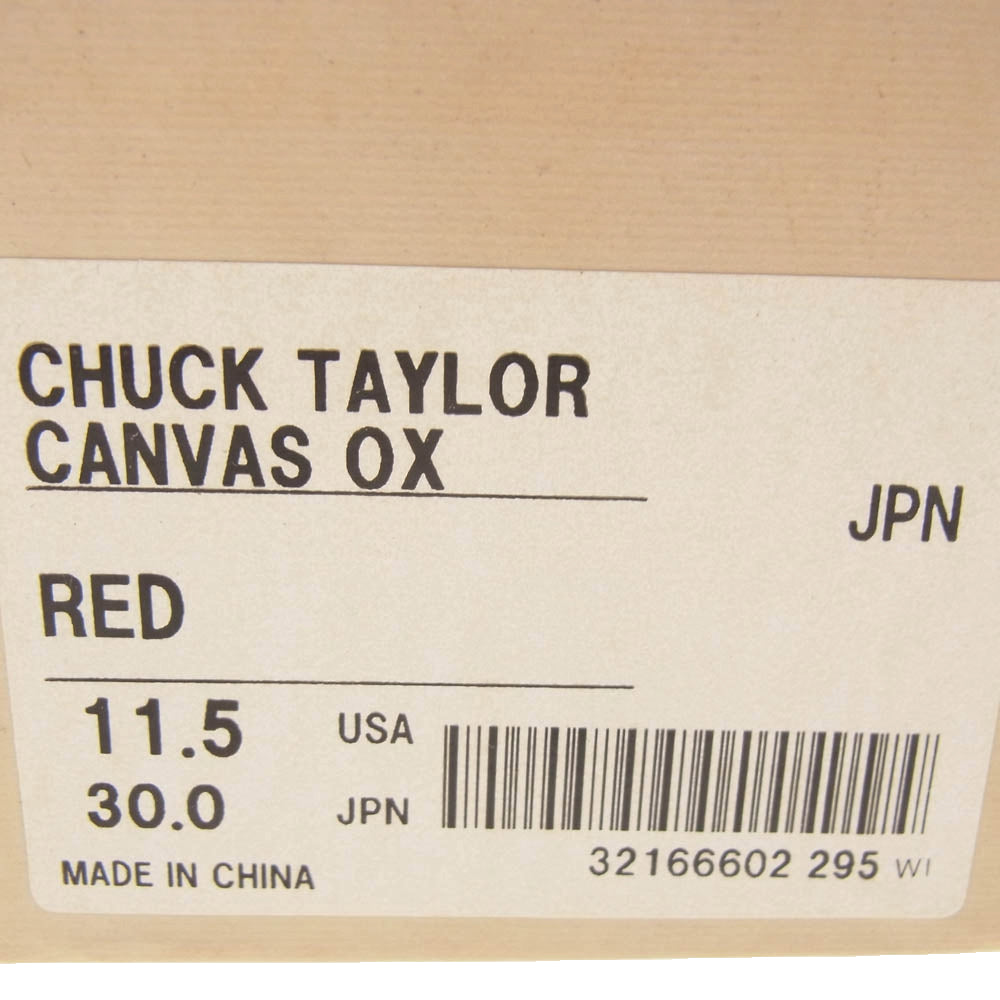 CHUCK TAYLOR
CANVAS OX
JPN
RED
11.5 USA
30.0 JPN
32166602 295 WI
MADE IN CHINA